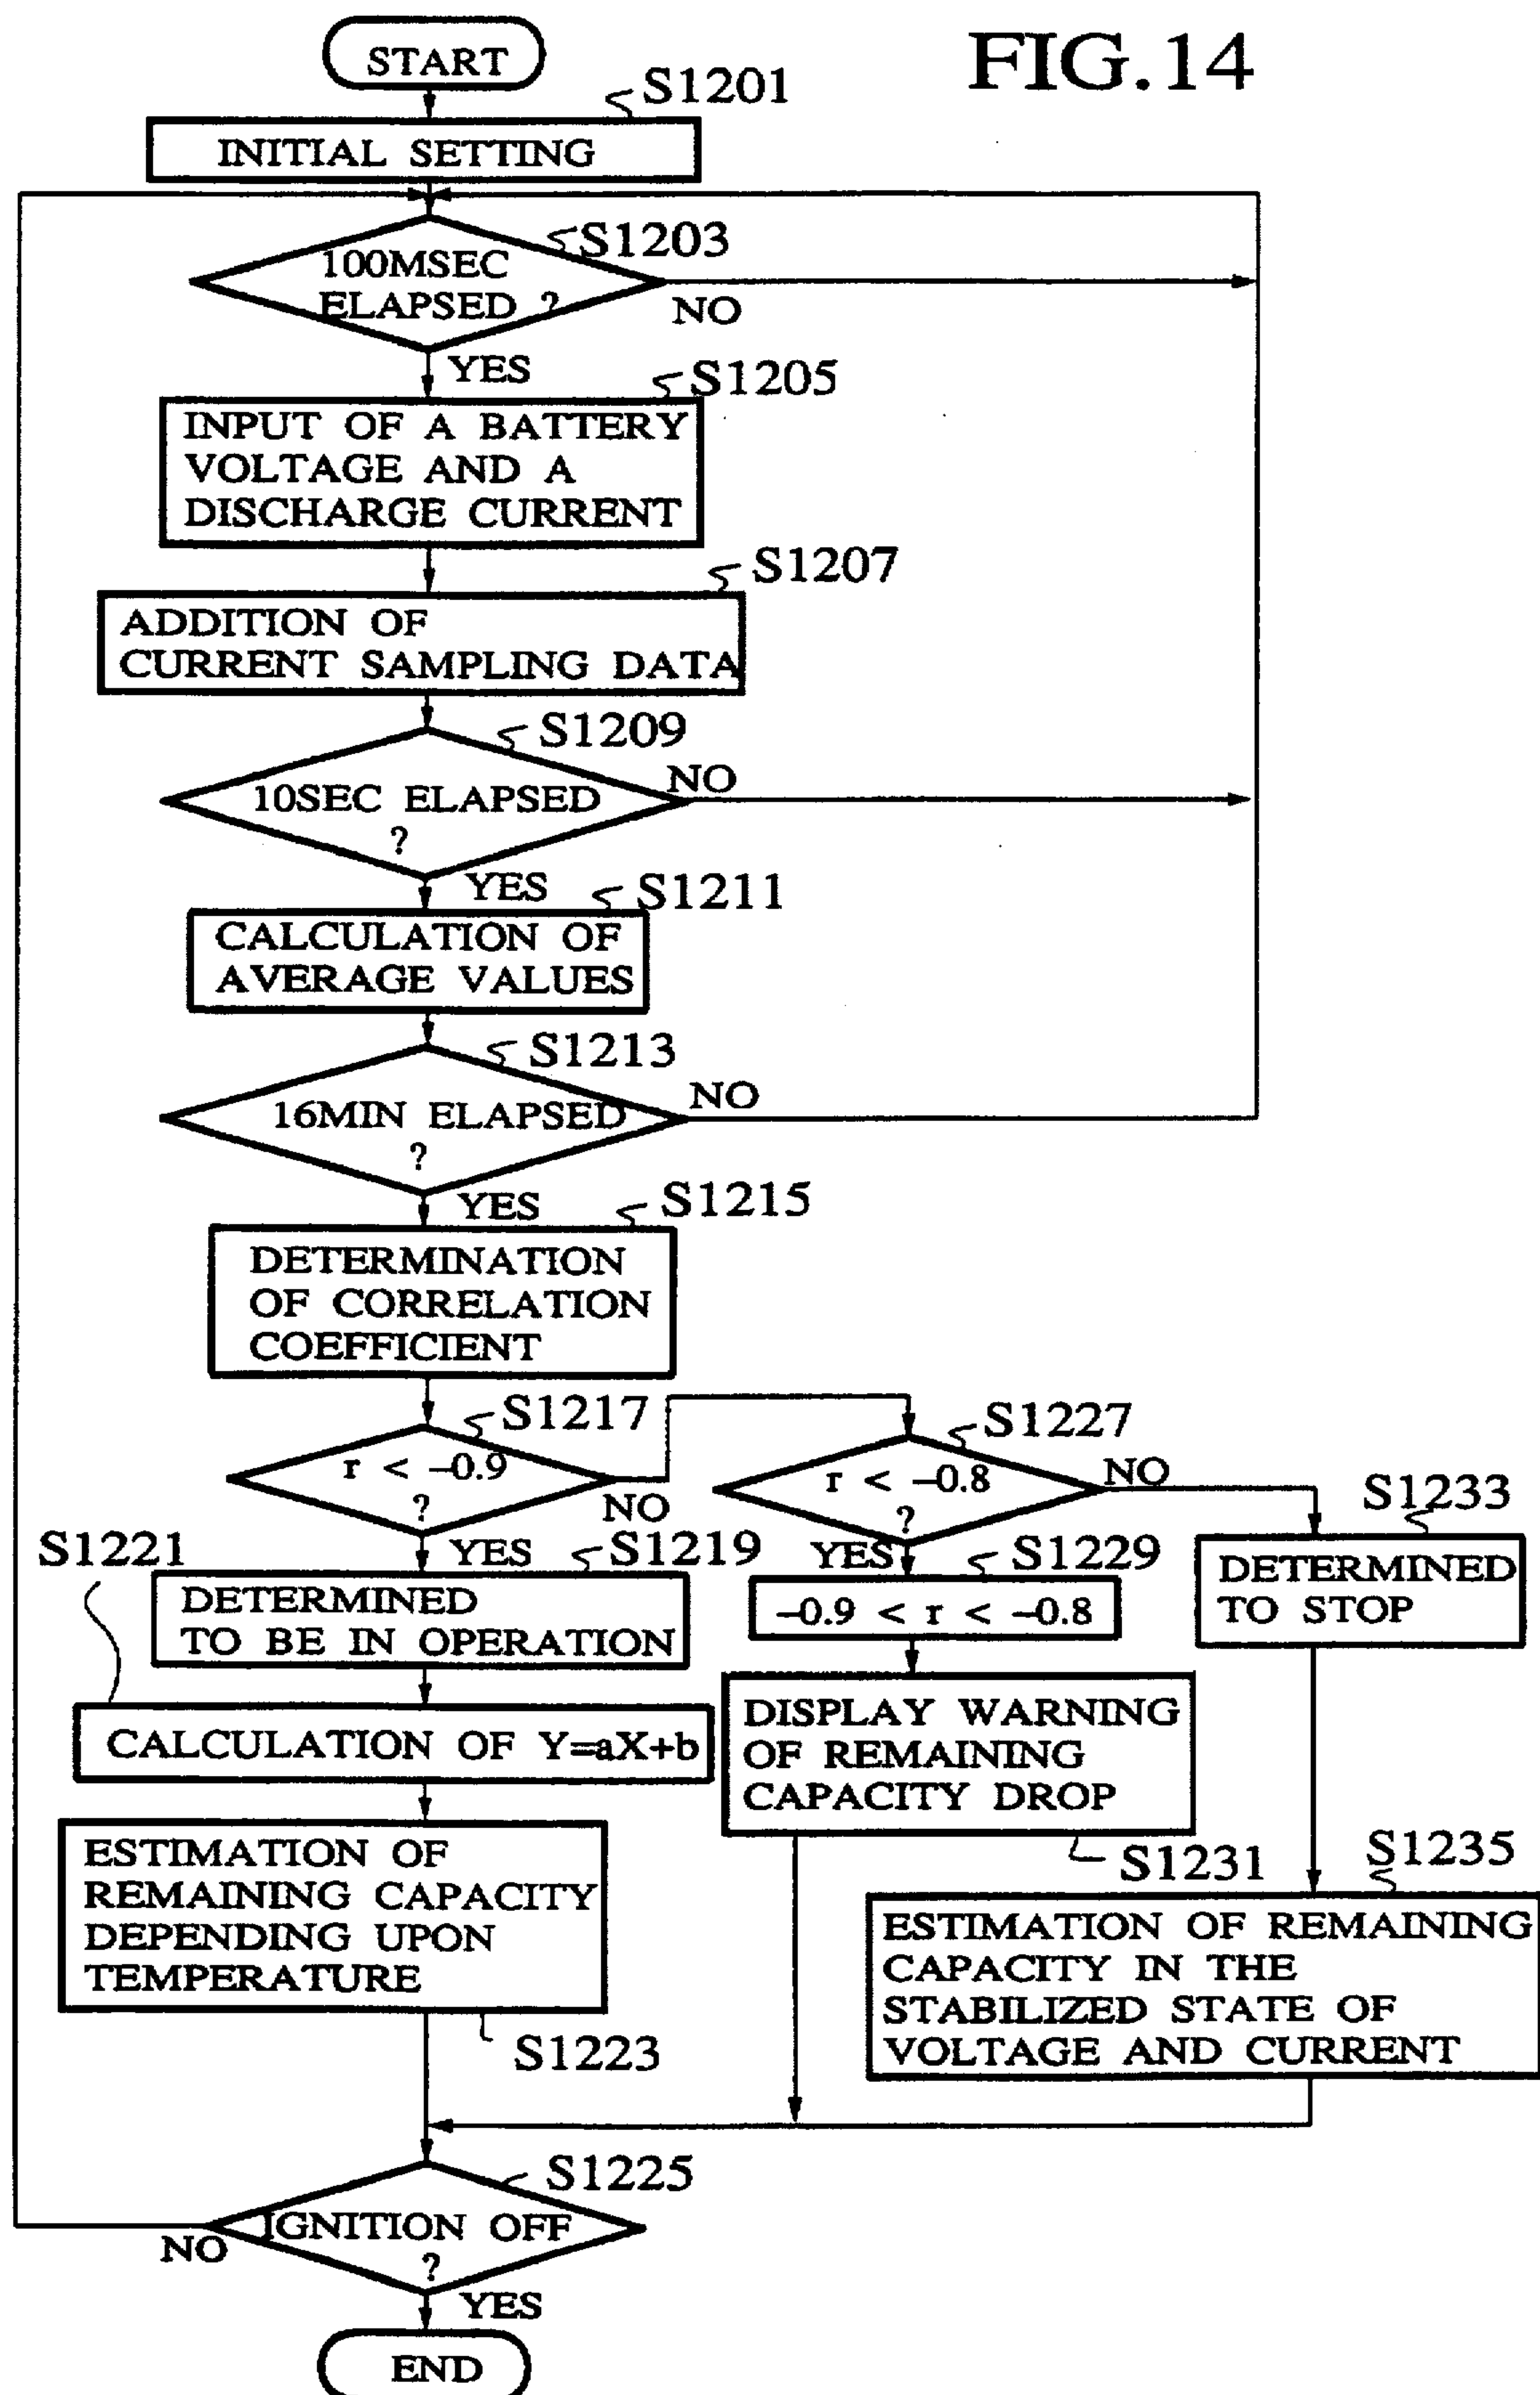 FIG.14
START
S1201
INITIAL SETTING
S1203
100MSEC
ELAPSED ?
NO
YES
S1205
INPUT OF A BATTERY
VOLTAGE AND A
DISCHARGE CURRENT
S1207
ADDITION OF
CURRENT SAMPLING DATA
S1209
10SEC ELAPSED
?
NO
YES
S1211
CALCULATION OF
AVERAGE VALUES
S1213
16MIN ELAPSED
?
NO
YES
S1215
DETERMINATION
OF CORRELATION
COEFFICIENT
S1217
r < -0.9
?
NO
YES
S1227
r < -0.8
?
NO
YES
S1221
S1219
DETERMINED
TO BE IN OPERATION
S1229
-0.9 < r < -0.8
S1233
DETERMINED
TO STOP
CALCULATION OF Y=aX+b
DISPLAY WARNING
OF REMAINING
CAPACITY DROP
S1231
ESTIMATION OF
REMAINING CAPACITY
DEPENDING UPON
TEMPERATURE
S1223
S1235
ESTIMATION OF REMAINING
CAPACITY IN THE
STABILIZED STATE OF
VOLTAGE AND CURRENT
S1225
IGNITION OFF
?
NO
YES
END